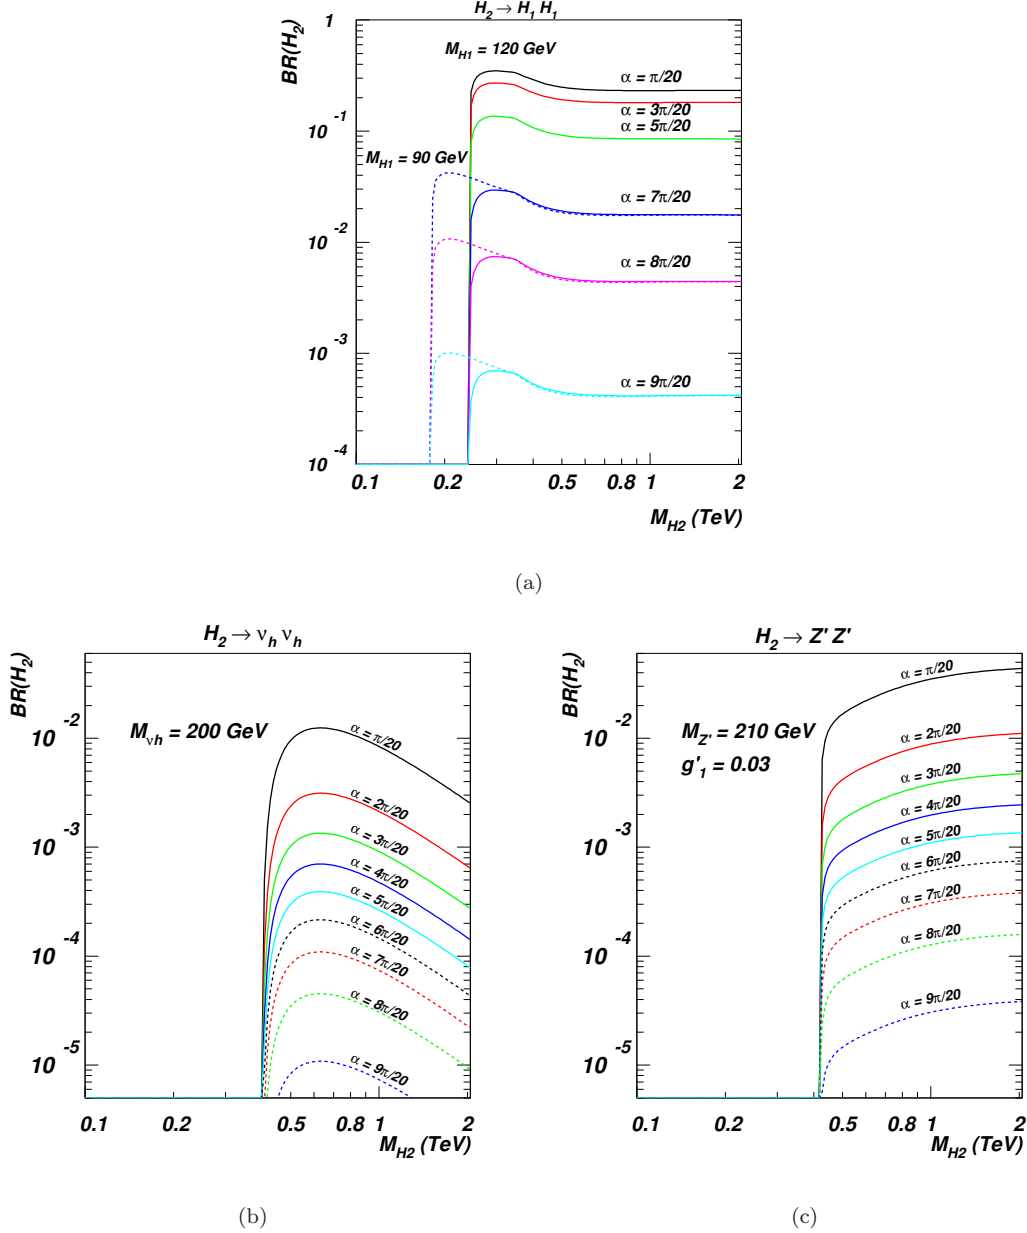 H2 → H1 H1
BR(H2)
MH1 = 120 GeV
MH1 = 90 GeV
α = π/20
α = 3π/20
α = 5π/20
α = 7π/20
α = 8π/20
α = 9π/20
1
10 -1
10 -2
10 -3
10 -4
0.1 0.2 0.5 0.8 1 2
MH2 (TeV)
(a)
H2 → νh νh
BR(H2)
Mνh = 200 GeV
α = π/20
α = 2π/20
α = 3π/20
α = 4π/20
α = 5π/20
α = 6π/20
α = 7π/20
α = 8π/20
α = 9π/20
10 -2
10 -3
10 -4
10 -5
0.1 0.2 0.5 0.8 1 2
MH2 (TeV)
(b)
H2 → Z' Z'
BR(H2)
MZ' = 210 GeV
g'1 = 0.03
α = π/20
α = 2π/20
α = 3π/20
α = 4π/20
α = 5π/20
α = 6π/20
α = 7π/20
α = 8π/20
α = 9π/20
10 -2
10 -3
10 -4
10 -5
0.1 0.2 0.5 0.8 1 2
MH2 (TeV)
(c)